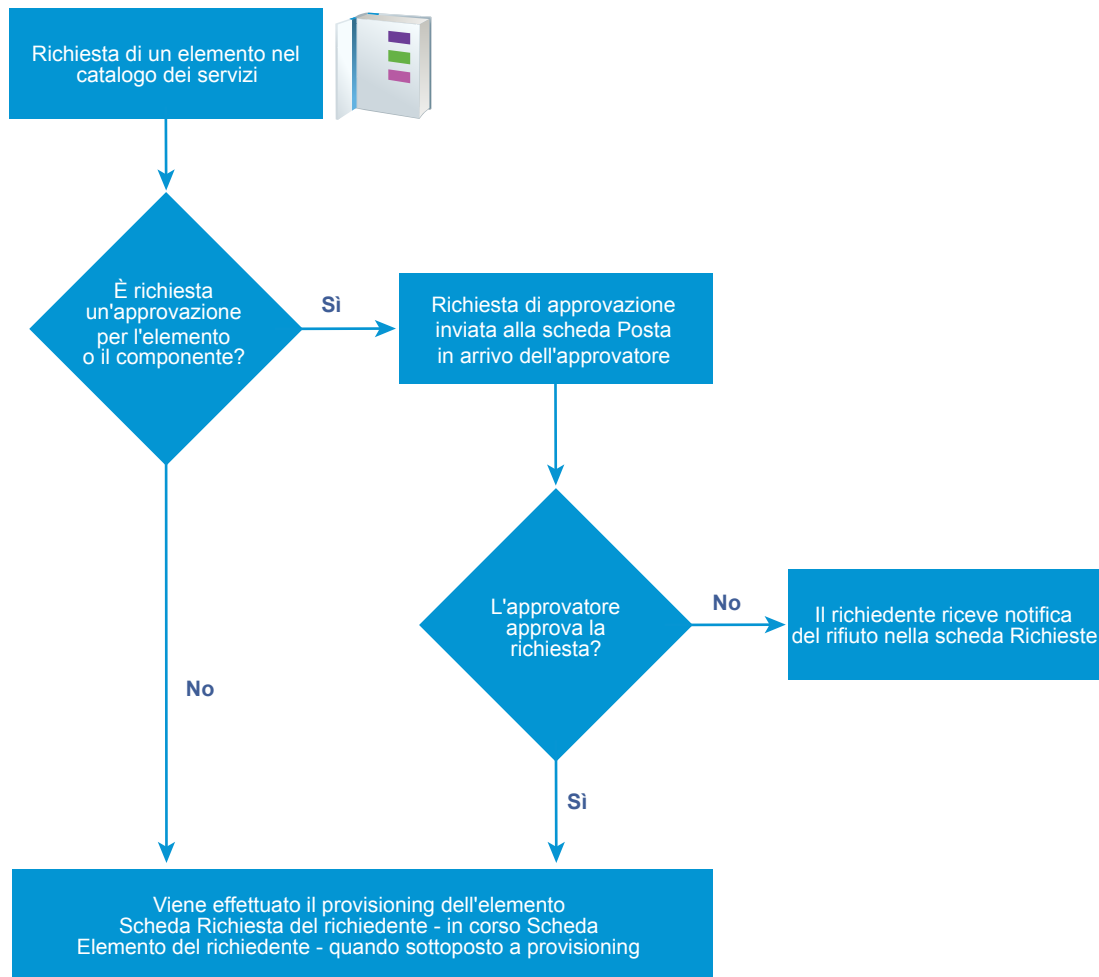 Richiesta di un elemento nel
catalogo dei servizi
È richiesta
un'approvazione
per l'elemento
o il componente?
Sì
Richiesta di approvazione
inviata alla scheda Posta
in arrivo dell'approvatore
L'approvatore
approva la
richiesta?
No
Il richiedente riceve notifica
del rifiuto nella scheda Richieste
No
Sì
Viene effettuato il provisioning dell'elemento
Scheda Richiesta del richiedente - in corso Scheda
Elemento del richiedente - quando sottoposto a provisioning